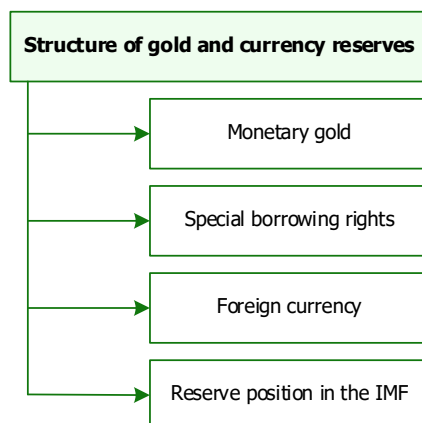 Structure of gold and currency reserves
Monetary gold
Special borrowing rights
Foreign currency
Reserve position in the IMF